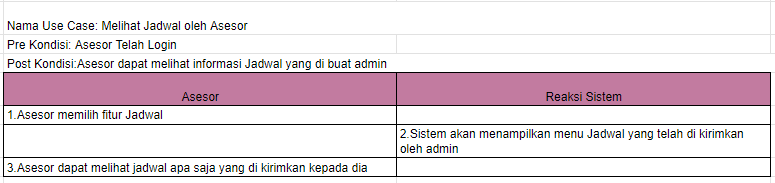 Nama Use Case: Melihat Jadwal oleh Asesor
Pre Kondisi: Asesor Telah Login
Post Kondisi:Asesor dapat melihat informasi Jadwal yang di buat admin
Asesor
Reaksi Sistem
1.Asesor memilih fitur Jadwal
2.Sistem akan menampilkan menu Jadwal yang telah di kirimkan
oleh admin
3.Asesor dapat melihat jadwal apa saja yang di kirimkan kepada dia